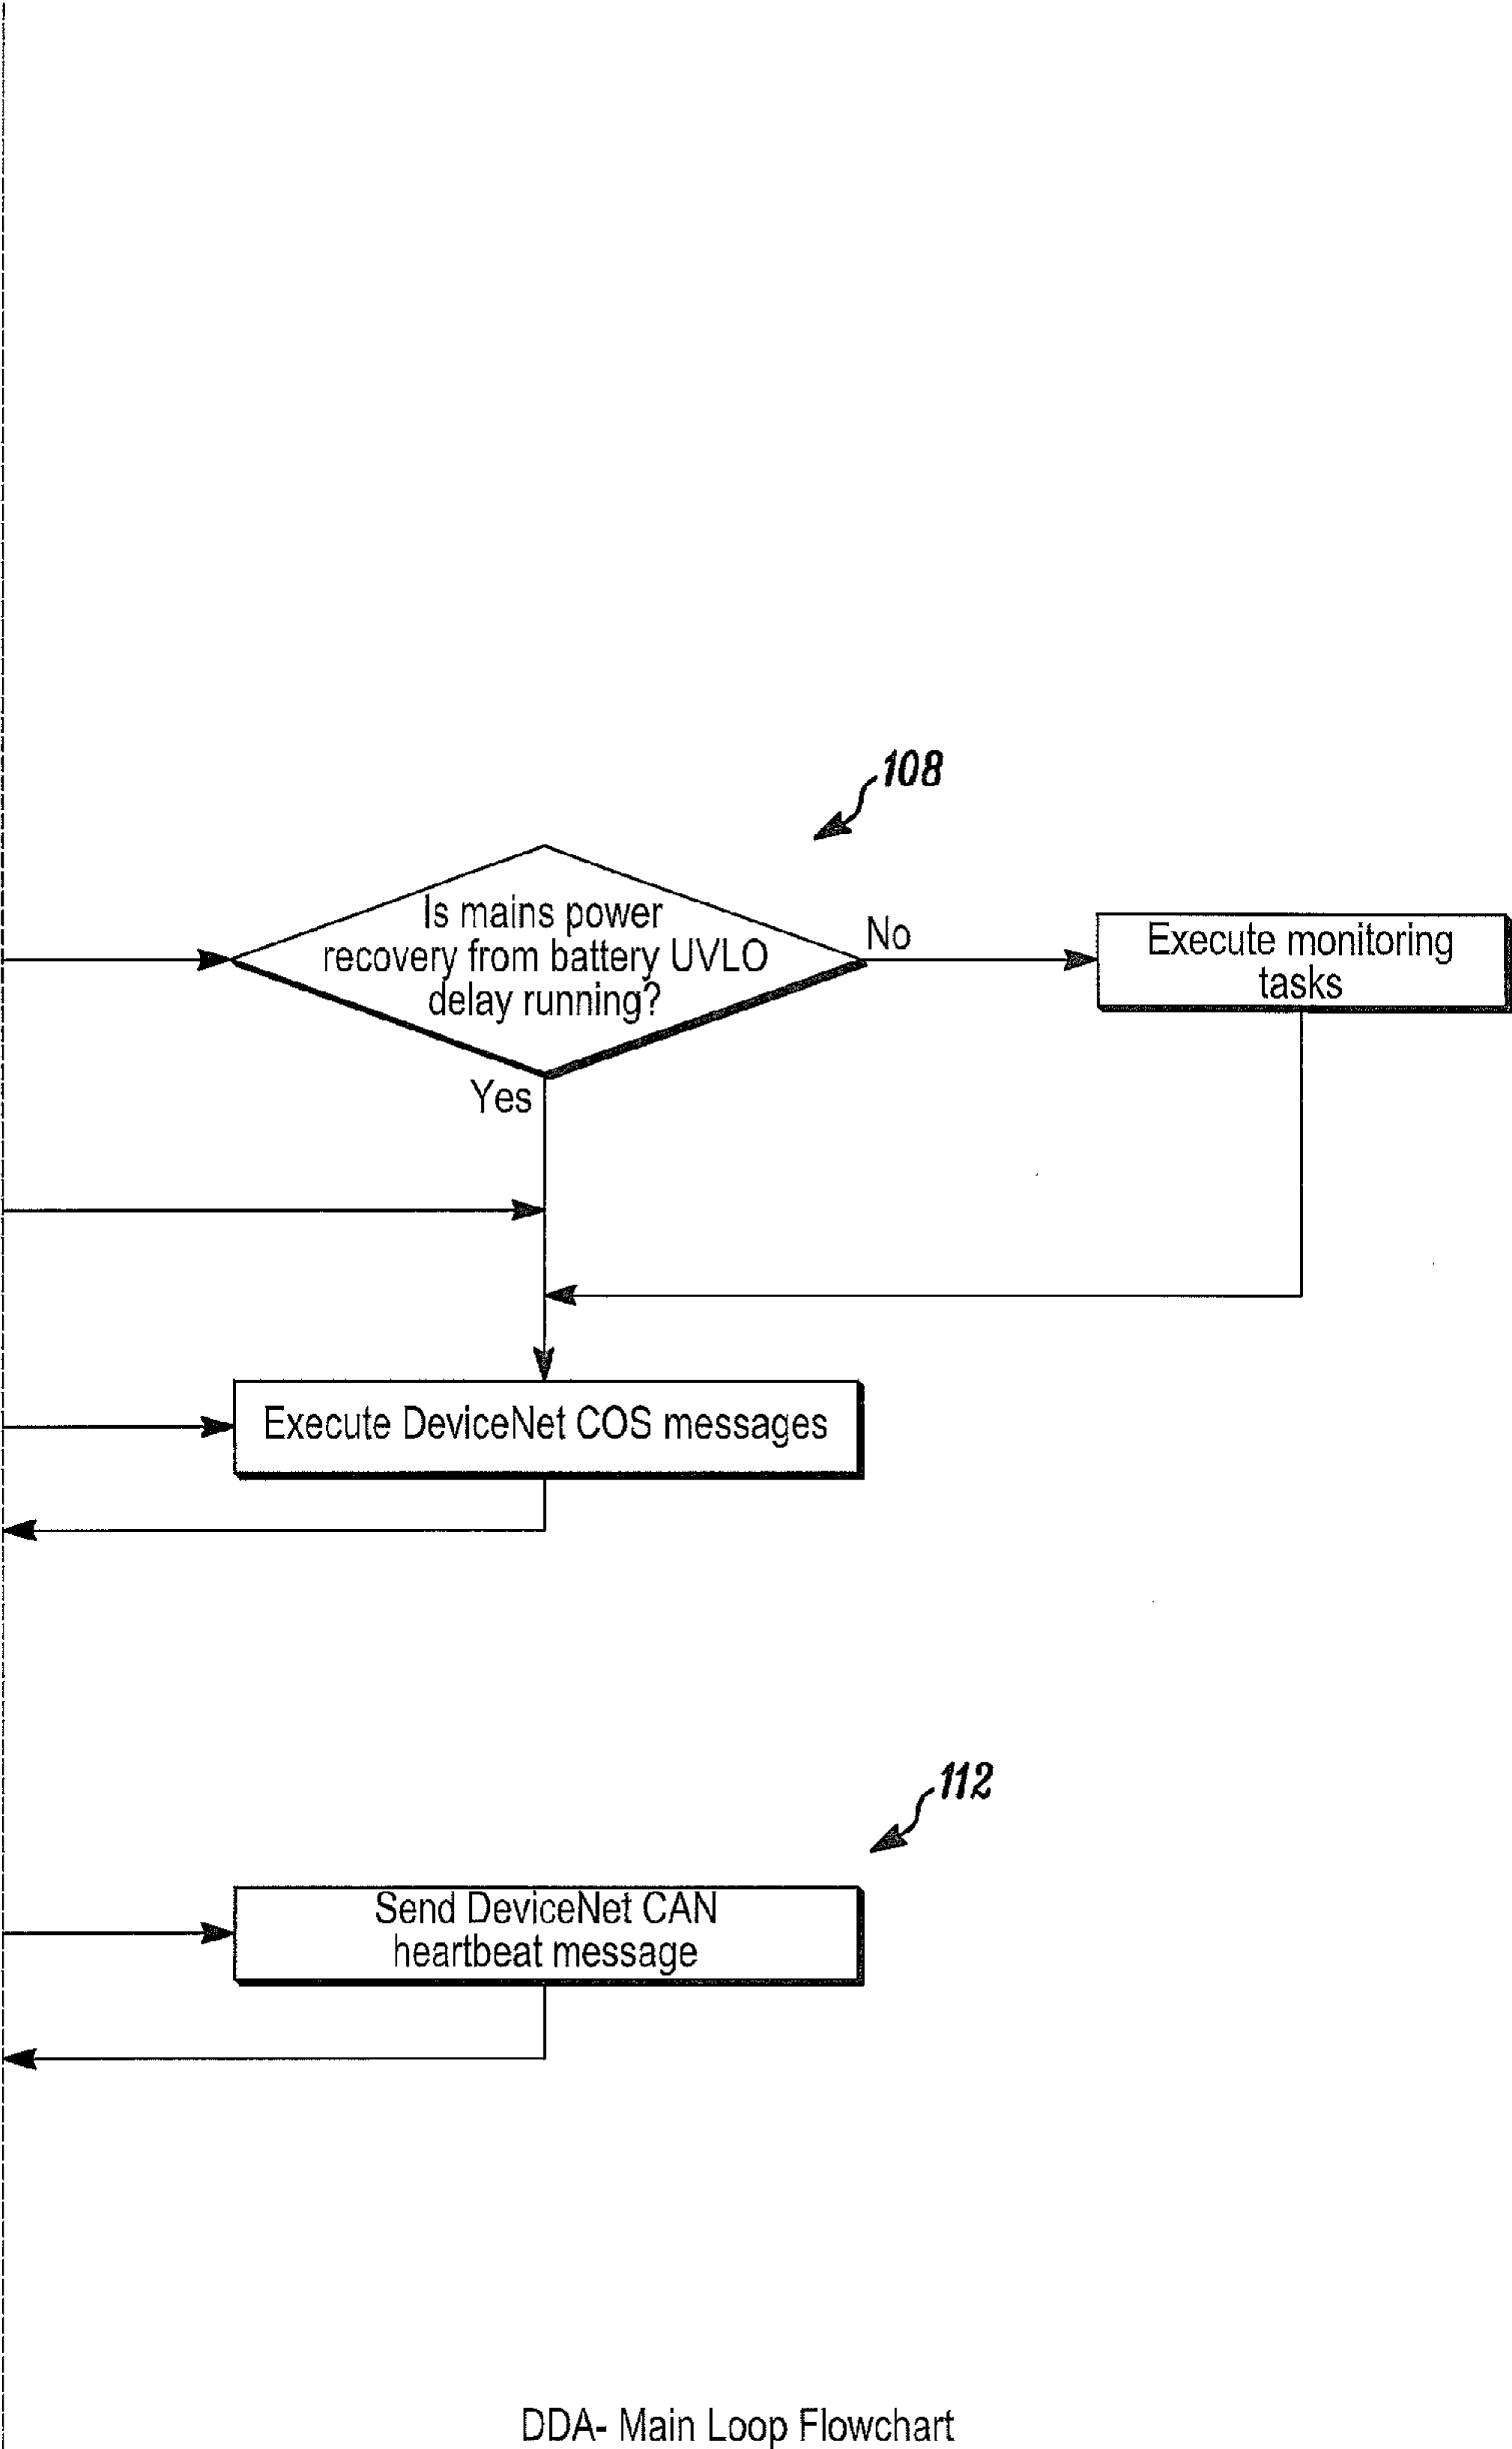 108
Is mains power
recovery from battery UVLO
delay running?
No
Execute monitoring
tasks
Yes
Execute DeviceNet COS messages
112
Send DeviceNet CAN
heartbeat message
DDA- Main Loop Flowchart